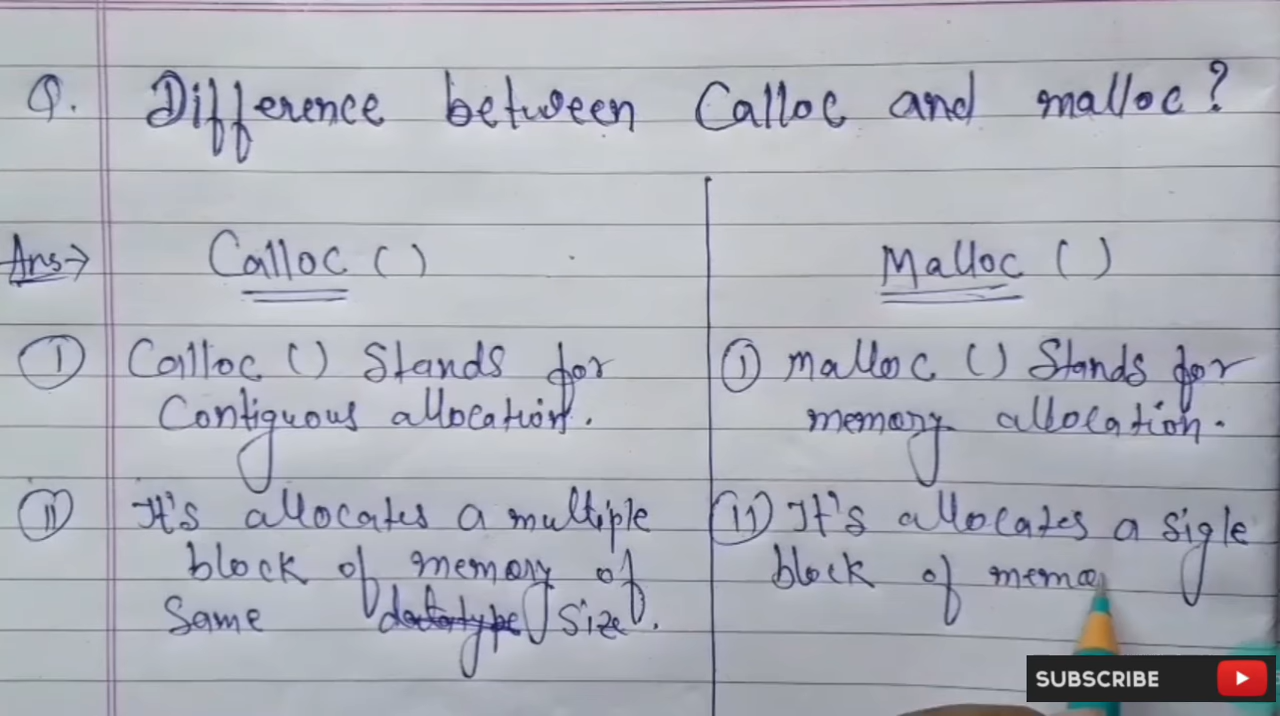 Q. Difference between Calloc and malloc?
Ans→ Calloc ()
Malloc ()
I Calloc () Stands for
Contiguous allocation.
I malloc () Stands for
memory allocation.
II It's allocates a multiple
block of memory of
Same datatype Size.
II It's allocates a sigle
block of memo
SUBSCRIBE